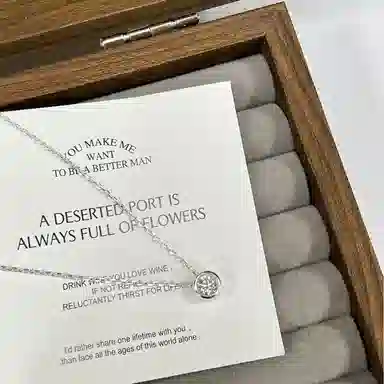 YOU MAKE ME
WANT
TO BE A BETTER MAN
A DESERTED PORT IS
ALWAYS FULL OF FLOWERS
DRINK YOU LOVE WINE
IF NOT
RELUCTANTLY THIRST FOR
I'd rather share one lifetime with you
than face all the ages of this world alone